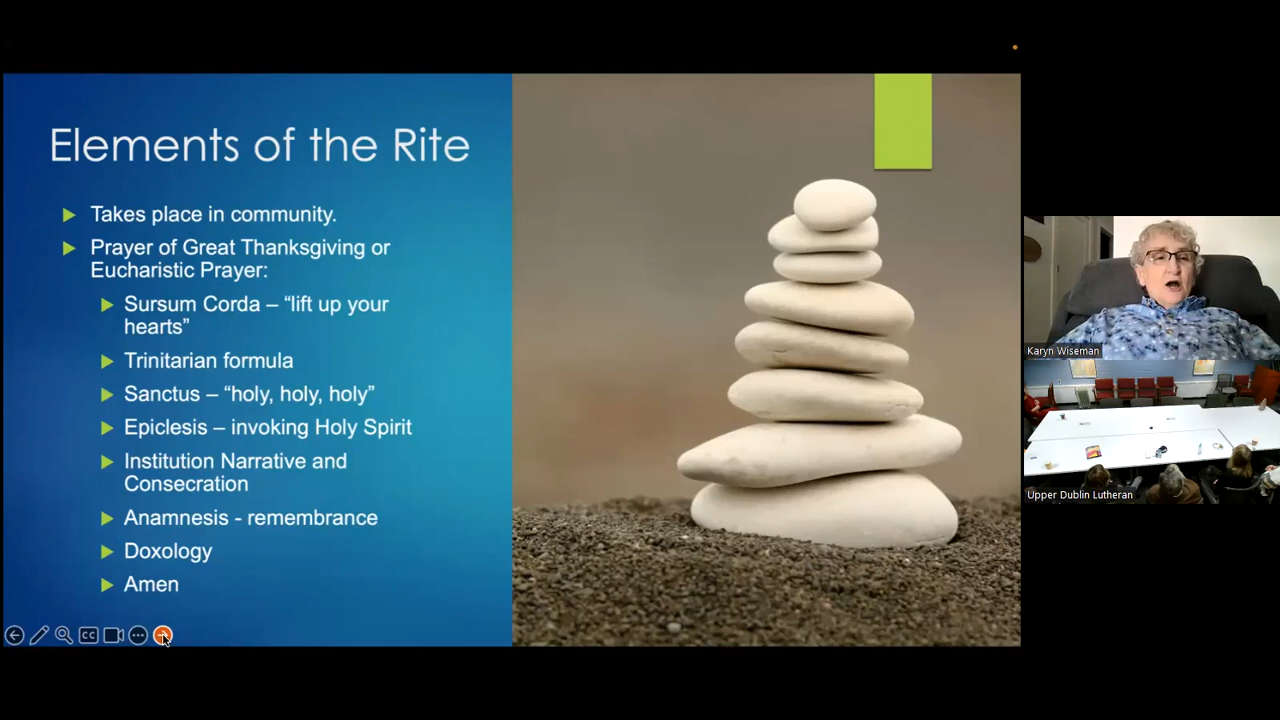 Elements of the Rite
Takes place in community.
Prayer of Great Thanksgiving or
Eucharistic Prayer:
Sursum Corda – “lift up your
hearts”
Trinitarian formula
Sanctus – “holy, holy, holy”
Epiclesis – invoking Holy Spirit
Institution Narrative and
Consecration
Anamnesis - remembrance
Doxology
Amen
CC
Karyn Wiseman
Upper Dublin Lutheran